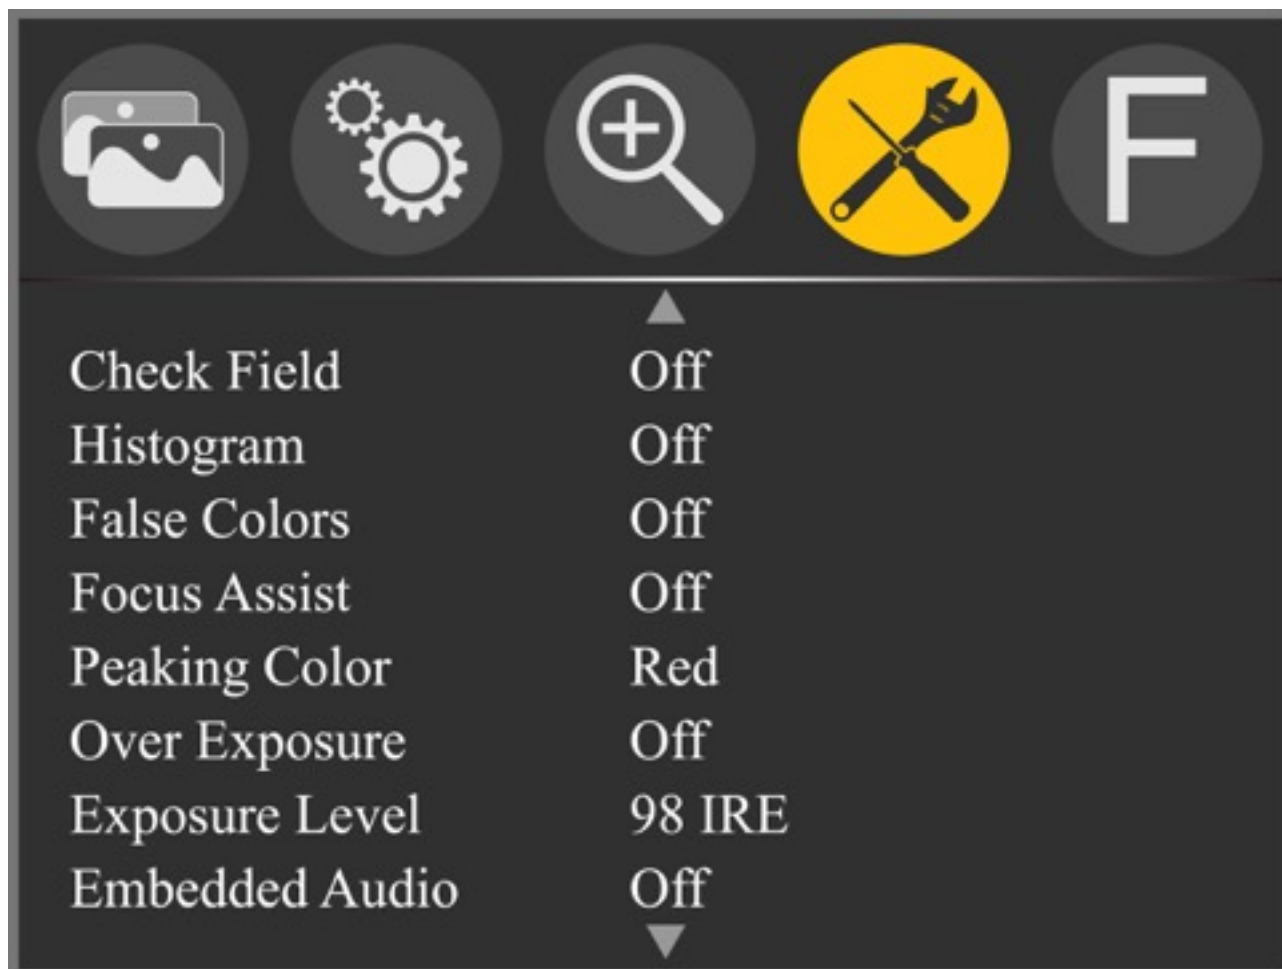 F
Check Field Off
Histogram Off
False Colors Off
Focus Assist Off
Peaking Color Red
Over Exposure Off
Exposure Level 98 IRE
Embedded Audio Off